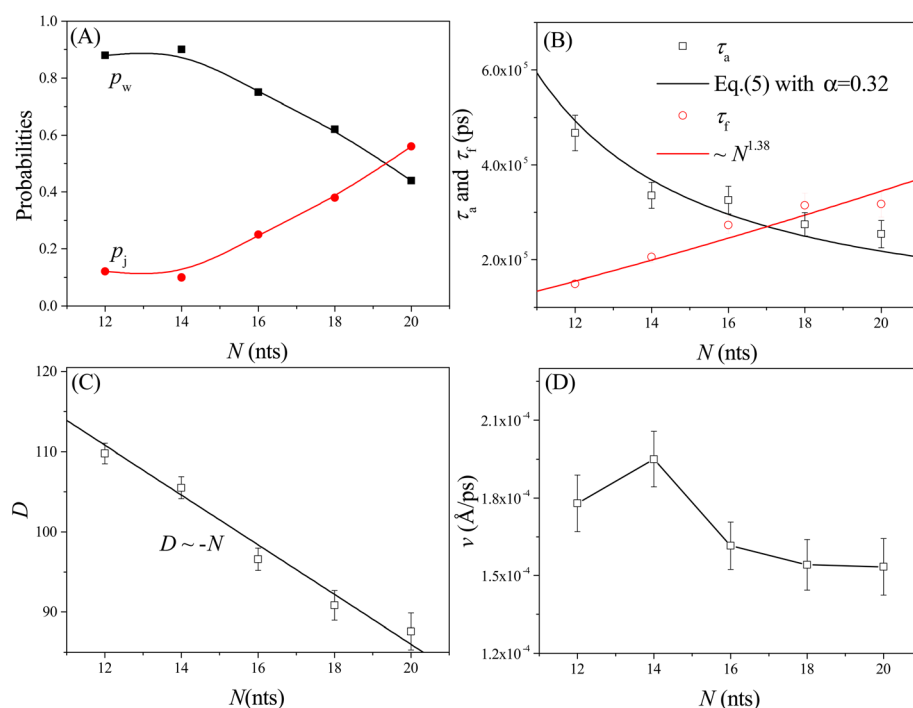 (A)
1.0
0.8
0.6
0.4
0.2
0.0
Probabilities
p_w
p_j
12 14 16 18 20
N (nts)
(B)
τ_a
Eq.(5) with α=0.32
τ_f
~ N^1.38
6.0x10^5
4.0x10^5
2.0x10^5
τ_a and τ_f (ps)
12 14 16 18 20
N (nts)
(C)
120
110
100
90
D
D ~ -N
12 14 16 18 20
N(nts)
(D)
2.1x10^-4
1.8x10^-4
1.5x10^-4
1.2x10^-4
v (Å/ps)
12 14 16 18 20
N (nts)